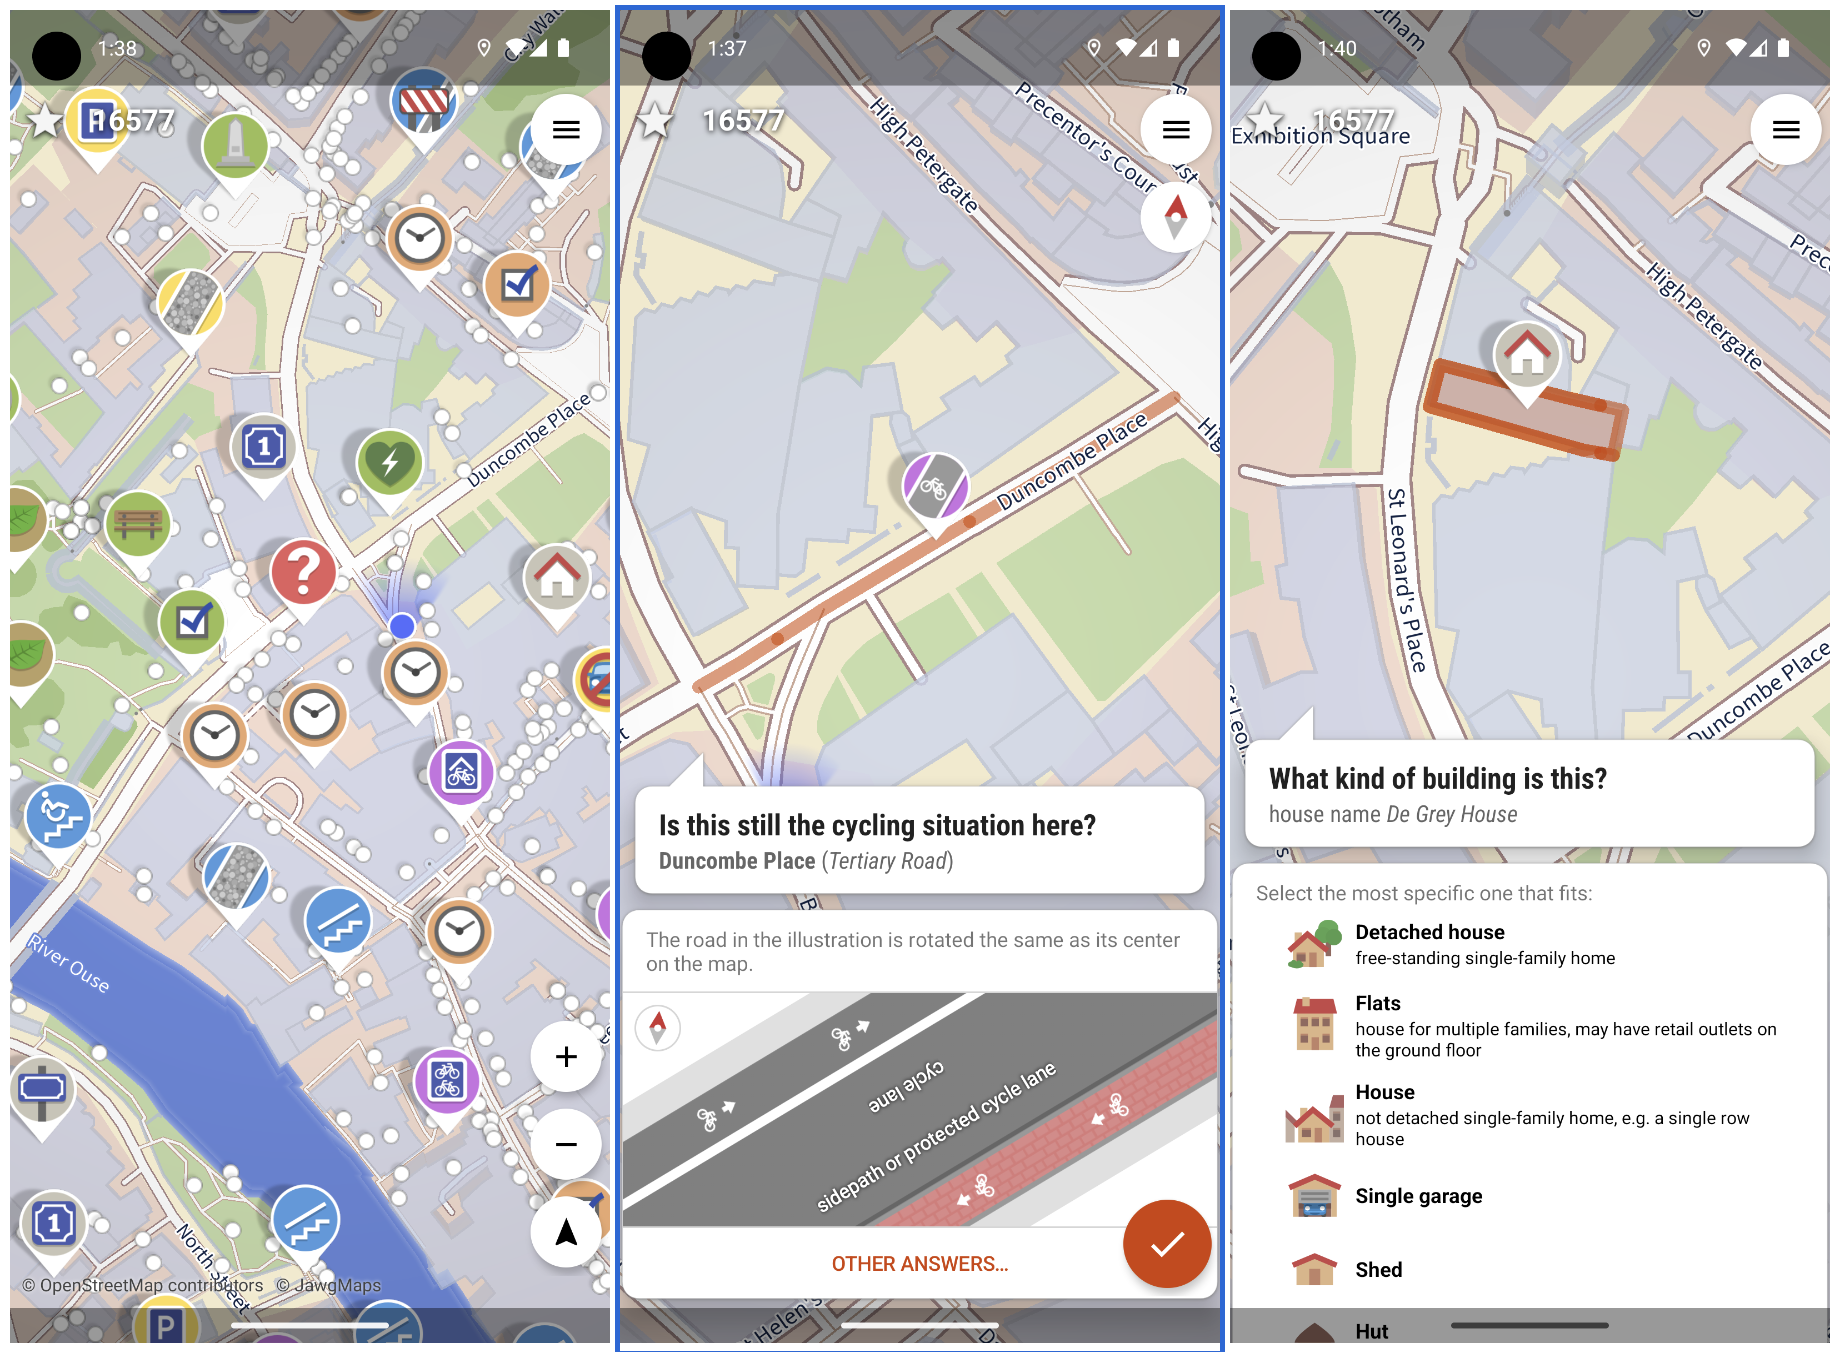 1:38
City Wa
16577
Duncombe Place
River Ouse
North Street
© OpenStreetMap contributors © JawgMaps
1:37
16577
High Petergate
Precentor's Cour
Duncombe Place
Is this still the cycling situation here?
Duncombe Place (Tertiary Road)
The road in the illustration is rotated the same as its center
on the map.
cycle lane
sidepath or protected cycle lane
OTHER ANSWERS...
t Helen's
1:40
otham
16577
Exhibition Square
Prec
High Petergate
St Leonard's Place
Duncombe Place
What kind of building is this?
house name De Grey House
Select the most specific one that fits:
Detached house
free-standing single-family home
Flats
house for multiple families, may have retail outlets on
the ground floor
House
not detached single-family home, e.g. a single row
house
Single garage
Shed
Hut